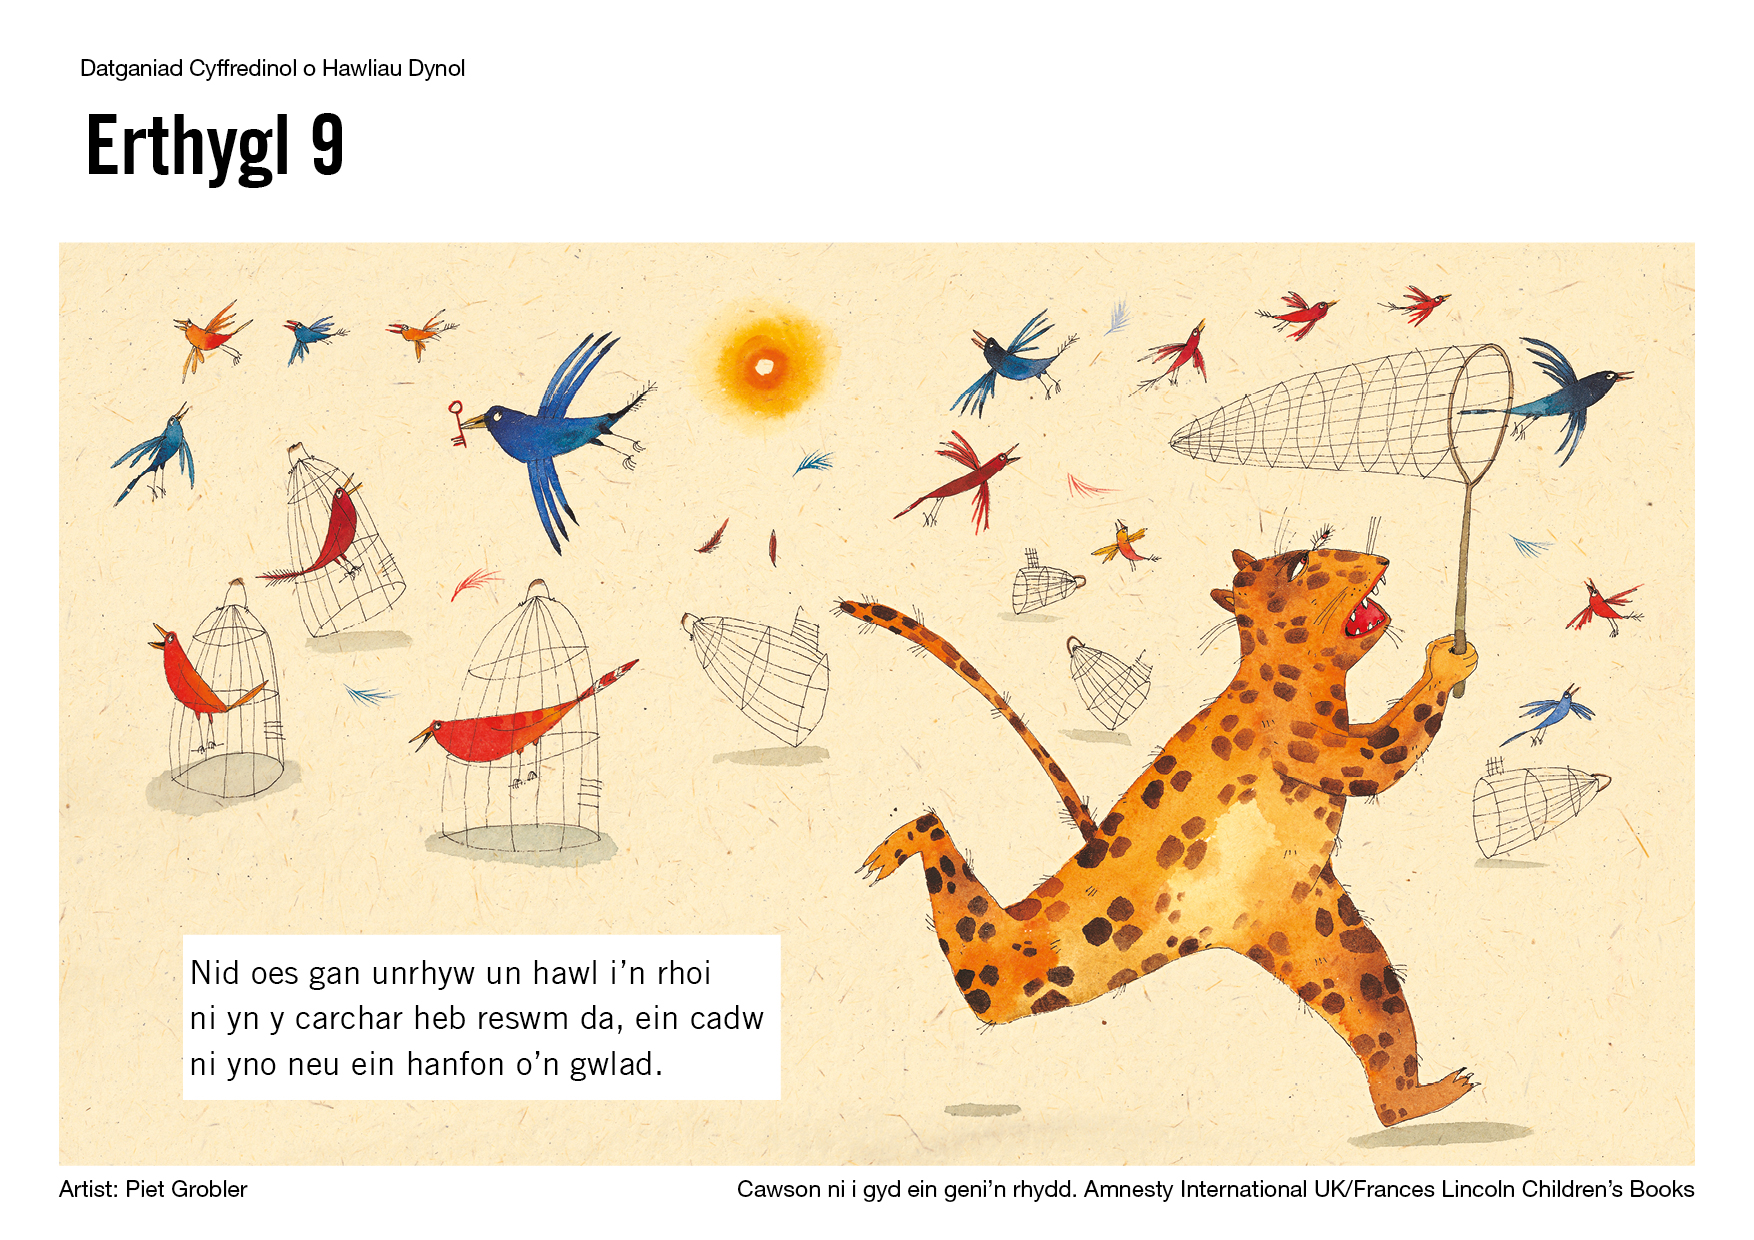 Datganiad Cyffredinol o Hawliau Dynol
Erthygl 9
Nid oes gan unrhyw un hawl i’n rhoi
ni yn y carchar heb reswm da, ein cadw
ni yno neu ein hanfon o’n gwlad.
Artist: Piet Grobler
Cawson ni i gyd ein geni’n rhydd. Amnesty International UK/Frances Lincoln Children’s Books